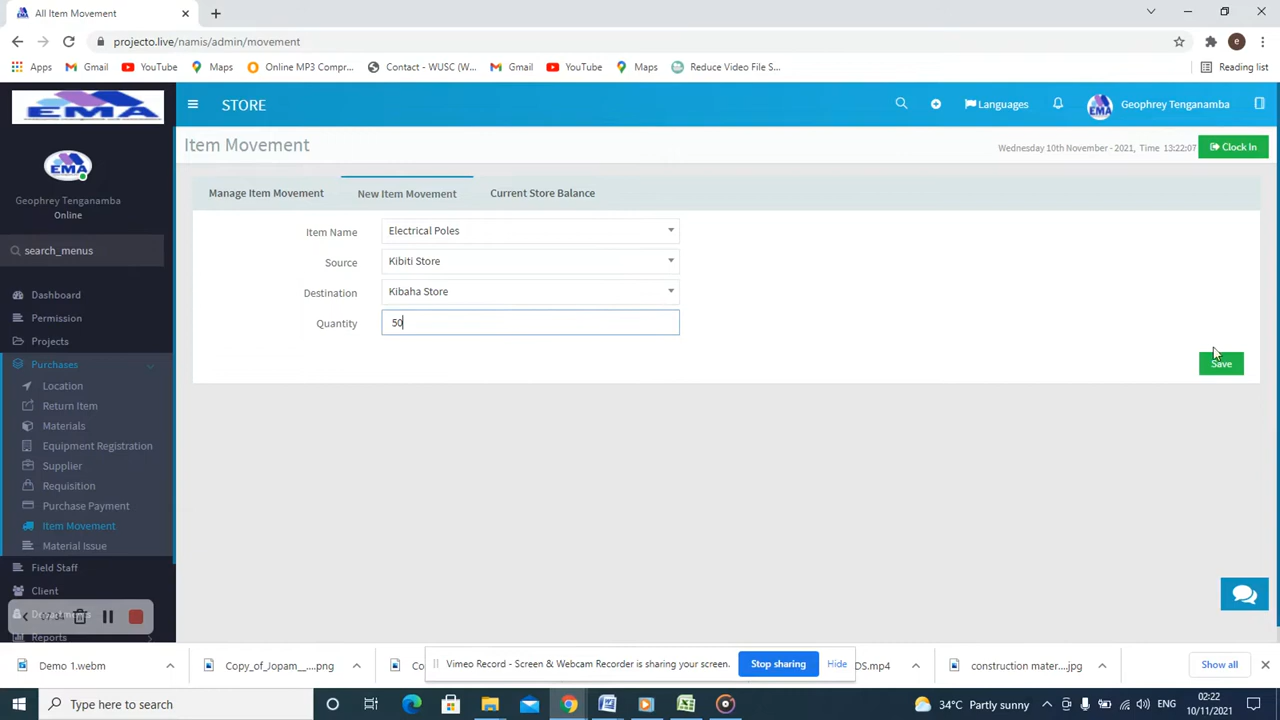 All Item Movement
projecto.live/namis/admin/movement
Apps
Gmail
YouTube
Maps
Online MP3 Compr...
Contact - WUSC (W...
Gmail
YouTube
Maps
Reduce Video File S...
Reading list
EMA
STORE
Languages
EMA
Geophrey Tenganamba
EMA
Geophrey Tenganamba
Online
search_menus
Item Movement
Wednesday 10th November - 2021, Time 13:22:07
Clock In
Manage Item Movement
New Item Movement
Current Store Balance
Item Name
Electrical Poles
Source
Kibiti Store
Destination
Kibaha Store
Quantity
50
Save
Dashboard
Permission
Projects
Purchases
Location
Return Item
Materials
Equipment Registration
Supplier
Requisition
Purchase Payment
Item Movement
Material Issue
Field Staff
Client
Reports
Demo 1.webm
Copy_of_Jopam__....png
Vimeo Record - Screen & Webcam Recorder is sharing your screen.
Stop sharing
Hide
DS.mp4
construction mater....jpg
Show all
Type here to search
34°C Partly sunny
ENG
02:22
10/11/2021